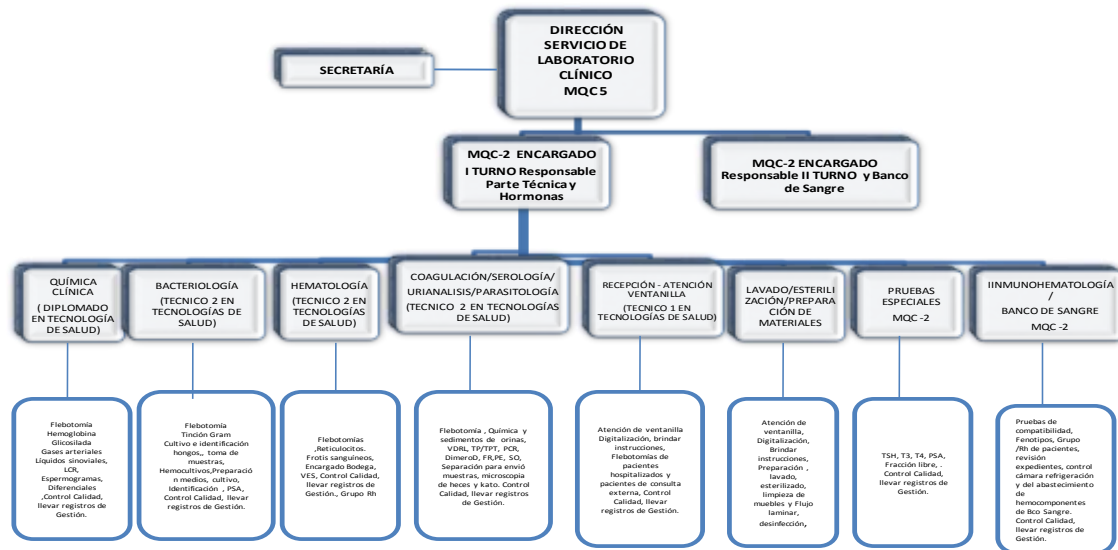 DIRECCIÓN
SERVICIO DE
LABORATORIO
CLÍNICO
MQC 5
SECRETARÍA
MQC-2 ENCARGADO
I TURNO Responsable
Parte Técnica y
Hormonas
MQC-2 ENCARGADO
Responsable II TURNO y Banco
de Sangre
QUÍMICA
CLÍNICA
( DIPLOMADO
EN TECNOLOGÍA
DE SALUD)
BACTERIOLOGÍA
(TECNICO 2 EN
TECNOLOGÍAS DE
SALUD)
HEMATOLOGÍA
(TECNICO 2 EN
TECNOLOGÍAS
DE SALUD)
COAGULACIÓN/SEROLOGÍA/
URIANALISIS/PARASITOLOGÍA
(TECNICO 2 EN TECNOLOGÍAS
DE SALUD)
RECEPCIÓN - ATENCIÓN
VENTANILLA
(TECNICO 1 EN
TECNOLOGÍAS DE SALUD)
LAVADO/ESTERILI
ZACIÓN/PREPARA
CIÓN DE
MATERIALES
PRUEBAS
ESPECIALES
MQC -2
IINMUNOHEMATOLOGÍA
/
BANCO DE SANGRE
MQC -2
Flebotomía
Hemoglobina
Glicosilada
Gases arteriales
Líquidos sinoviales,
LCR,
Espermogramas,
Diferenciales
,Control Calidad,
llevar registros de
Gestión.
Flebotomía
Tinción Gram
Cultivo e identificación
hongos,, toma de
muestras,
Hemocultivos,Preparació
n medios, cultivo,
Identificación , PSA,
Control Calidad, llevar
registros de Gestión.
Flebotomías
,Reticulocitos.
Frotis sanguíneos,
Encargado Bodega,
VES, Control Calidad,
llevar registros de
Gestión., Grupo Rh
Flebotomía , Química y
sedimentos de orinas,
VDRL, TP/TPT, PCR,
DimeroD, FR,PE, SO,
Separación para envió
muestras, microscopia
de heces y kato. Control
Calidad, llevar registros
de Gestión.
Atención de ventanilla
Digitalización, brindar
instrucciones,
Flebotomías de
pacientes
hospitalizados y
pacientes de consulta
externa, Control
Calidad, llevar
registros de Gestión.
Atención de
ventanilla,
Digitalización,
Brindar
instrucciones,
Preparación ,
lavado,
esterilizado,
limpieza de
muebles y Flujo
laminar,
desinfección,
TSH, T3, T4, PSA,
Fracción libre, .
Control Calidad,
llevar registros de
Gestión.
Pruebas de
compatibilidad,
Fenotipos, Grupo
/Rh de pacientes,
revisión
expedientes, control
cámara refrigeración
y del abastecimiento
de
hemocomponentes
de Bco Sangre.
Control Calidad,
llevar registros de
Gestión.